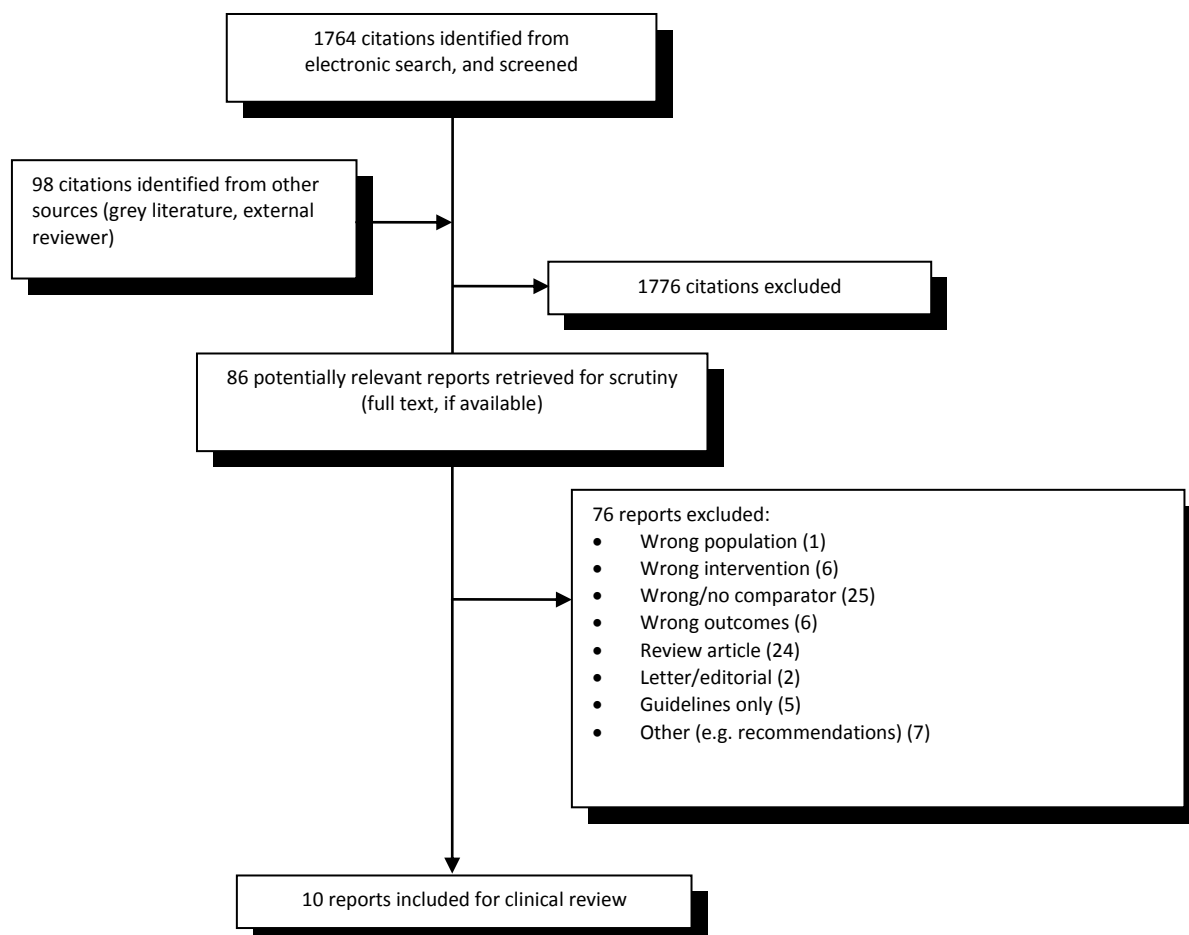 1764 citations identified from
electronic search, and screened
98 citations identified from other
sources (grey literature, external
reviewer)
1776 citations excluded
86 potentially relevant reports retrieved for scrutiny
(full text, if available)
76 reports excluded:
• Wrong population (1)
• Wrong intervention (6)
• Wrong/no comparator (25)
• Wrong outcomes (6)
• Review article (24)
• Letter/editorial (2)
• Guidelines only (5)
• Other (e.g. recommendations) (7)
10 reports included for clinical review